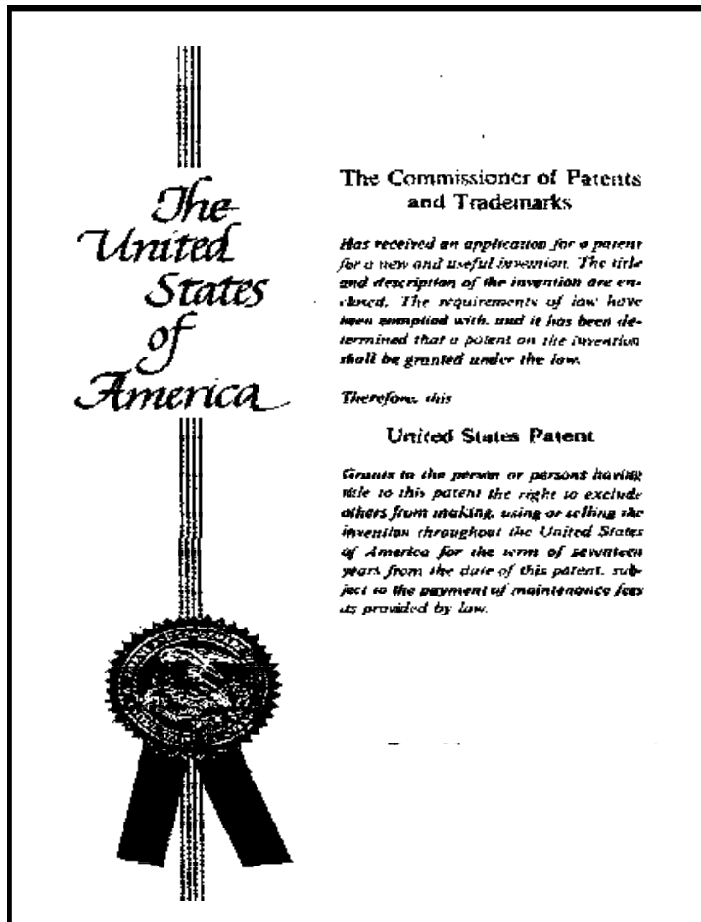 The
United
States
of
America
The Commissioner of Patents
and Trademarks
Has received an application for a patent
for a new and useful invention. The title
and description of the invention are en-
closed. The requirements of law have
been complied with, and it has been de-
termined that a patent on the invention
shall be granted under the law.
Therefore, this
United States Patent
Grants to the person or persons having
title to this patent the right to exclude
others from making, using or selling the
invention throughout the United States
of America for the term of seventeen
years from the date of this patent, sub-
ject to the payment of maintenance fees
as provided by law.